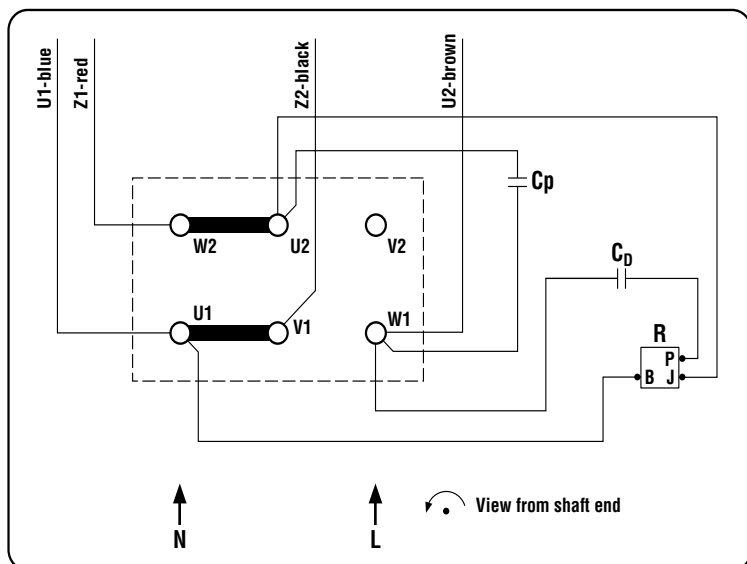 U1-blue
Z1-red
Z2-black
U2-brown
Cp
W2
U2
V2
CD
U1
V1
W1
R
P
B J
View from shaft end
N
L